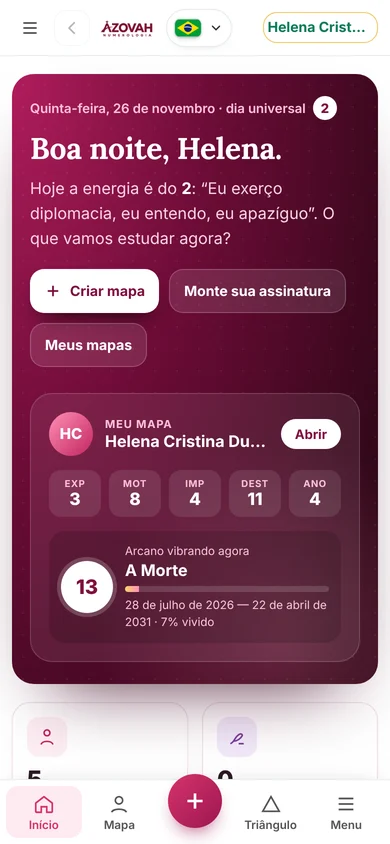 AZOVAH
NUMEROLOGIA
Helena Crist...
Quinta-feira, 26 de novembro · dia universal 2
Boa noite, Helena.
Hoje a energia é do 2: “Eu exerço
diplomacia, eu entendo, eu apazíguo”. O
que vamos estudar agora?
+ Criar mapa
Monte sua assinatura
Meus mapas
HC
MEU MAPA
Helena Cristina Du...
Abrir
EXP MOT IMP DEST ANO
3 8 4 11 4
Arcano vibrando agora
13
A Morte
28 de julho de 2026 — 22 de abril de
2031 · 7% vivido
Início
Mapa
+
Triângulo
Menu